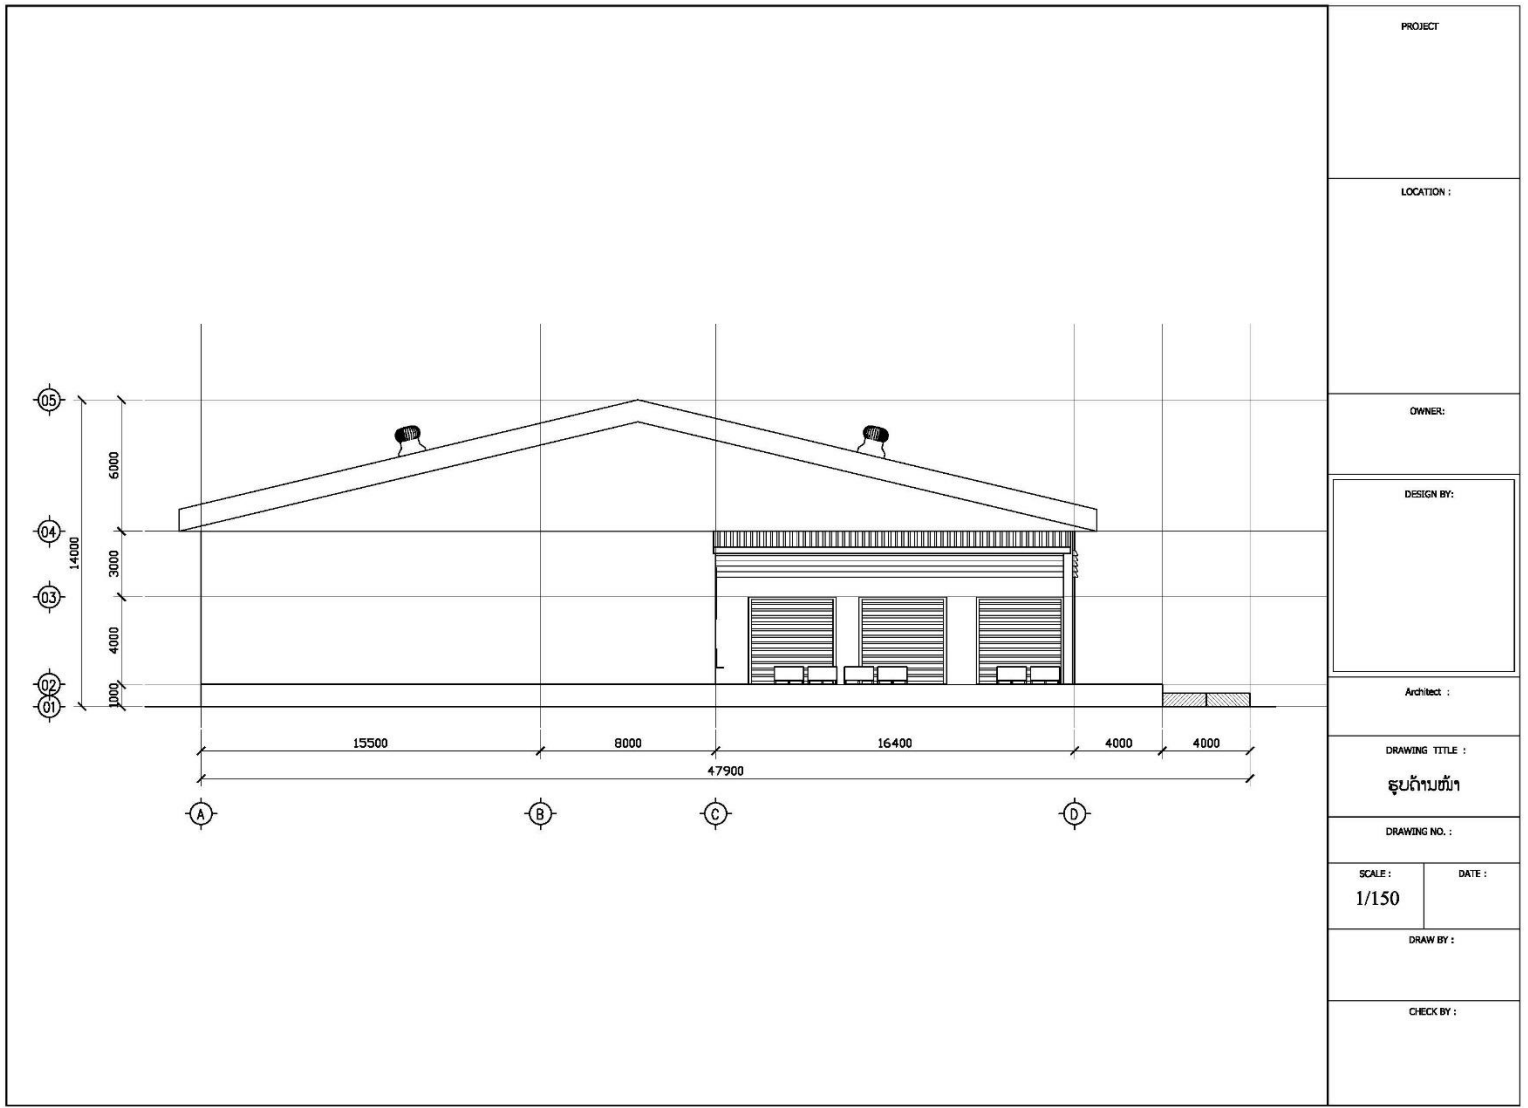 PROJECT
LOCATION :
OWNER:
DESIGN BY:
Architect :
DRAWING TITLE :
ຮູບດ້ານໜ້າ
DRAWING NO. :
SCALE :
DATE :
1/150
DRAW BY :
CHECK BY :
05
04
03
02
01
14000
6000
3000
4000
1000
15500
8000
16400
4000
4000
47900
A
B
C
D